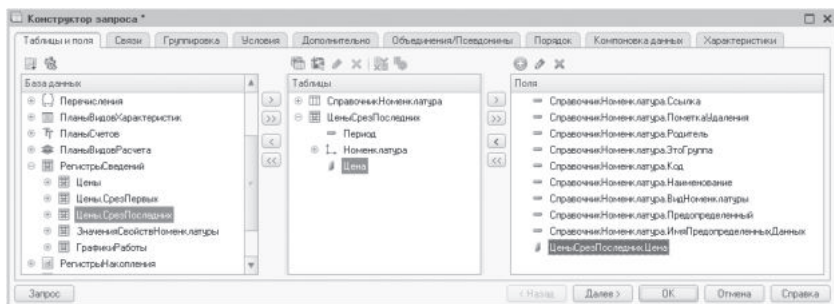 Конструктор запроса *
Таблицы и поля
Связи
Группировка
Условия
Дополнительно
Объединения/Псевдонимы
Порядок
Компоновка данных
Характеристики
База данных
Перечисления
ПланыВидовХарактеристик
ПланыСчетов
ПланыВидовРасчета
РегистрыСведений
Цены
Цены.СрезПервых
Цены.СрезПоследних
ЗначенияСвойствНоменклатуры
ГрафикиРаботы
РегистрыНакопления
Таблицы
СправочникНоменклатура
ЦеныСрезПоследних
Период
Номенклатура
Цена
Поля
СправочникНоменклатура.Ссылка
СправочникНоменклатура.ПометкаУдаления
СправочникНоменклатура.Родитель
СправочникНоменклатура.ЭтоГруппа
СправочникНоменклатура.Код
СправочникНоменклатура.Наименование
СправочникНоменклатура.ВидНоменклатуры
СправочникНоменклатура.Предопределенный
СправочникНоменклатура.ИмяПредопределенныхДанных
ЦеныСрезПоследних.Цена
Запрос
< Назад
Далее >
OK
Отмена
Справка